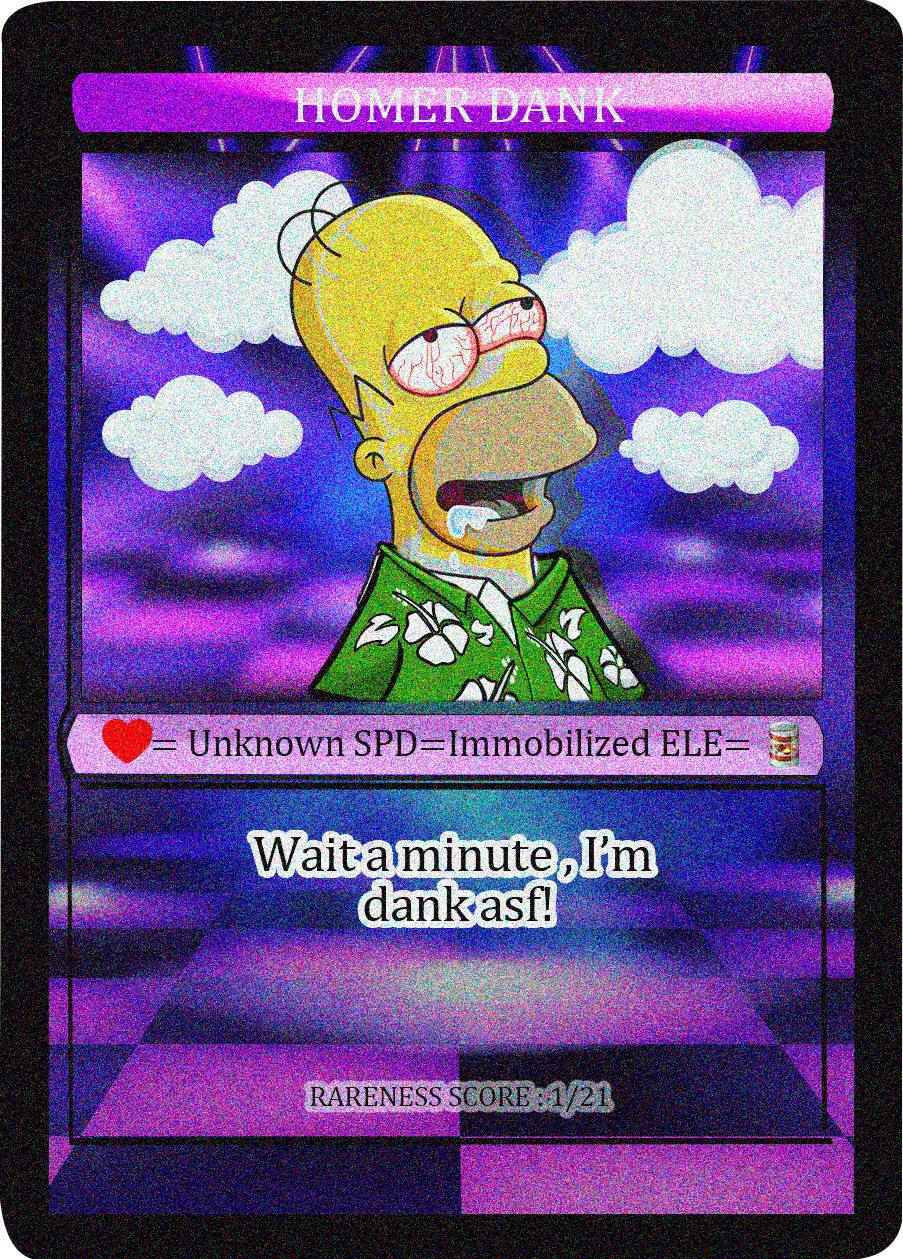 HOMER DANK
= Unknown SPD=Immobilized ELE=
Wait a minute , I'm
dank asf!
RARENESS SCORE : 1/21